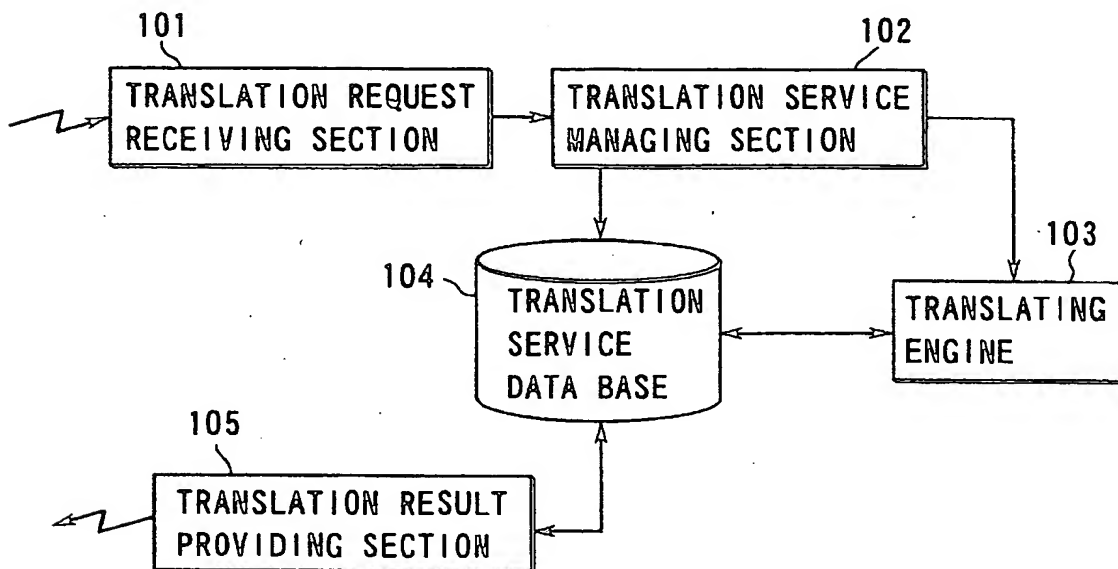 101
TRANSLATION REQUEST
RECEIVING SECTION
102
TRANSLATION SERVICE
MANAGING SECTION
103
TRANSLATING
ENGINE
104
TRANSLATION
SERVICE
DATA BASE
105
TRANSLATION RESULT
PROVIDING SECTION